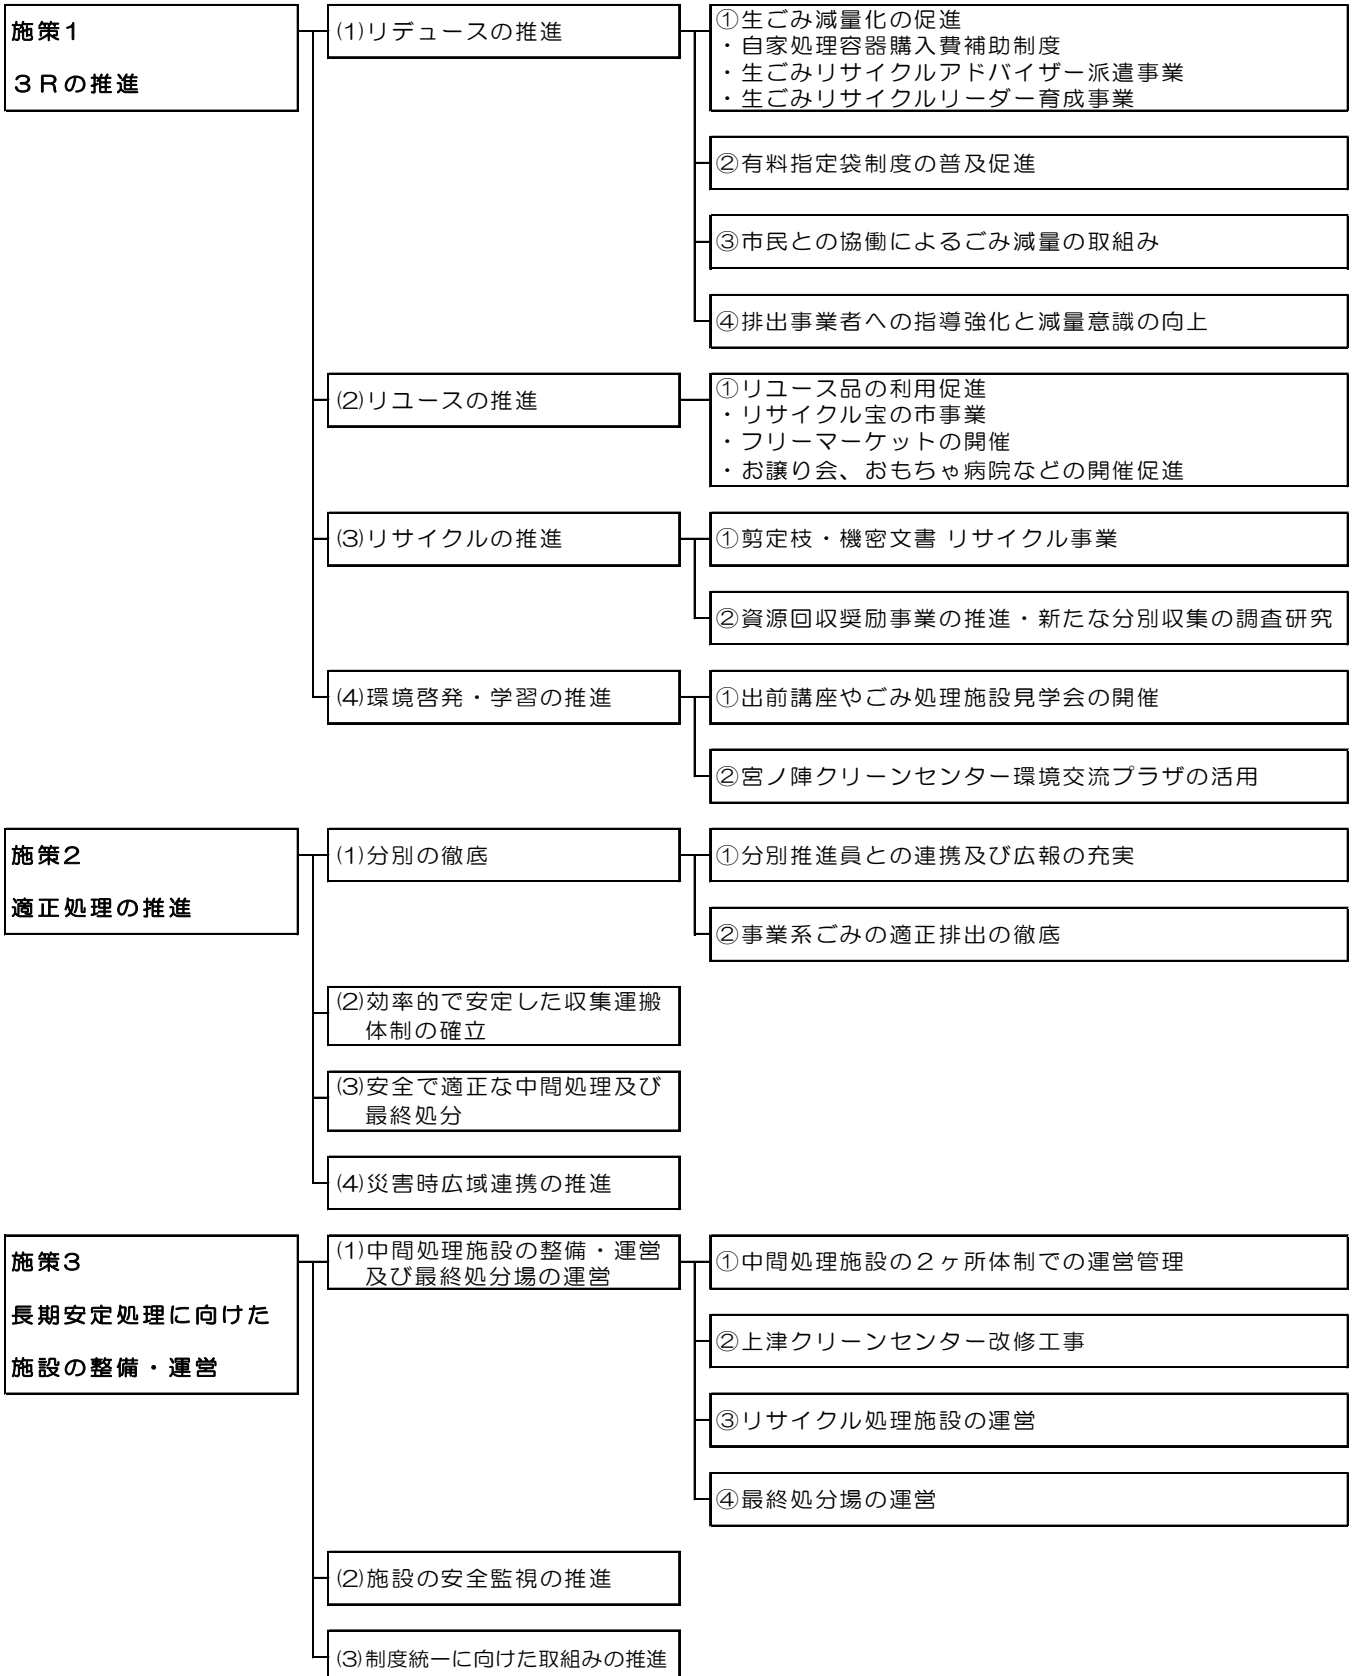 施策1
3Rの推進
(1)リデュースの推進
①生ごみ減量化の促進
・自家処理容器購入費補助制度
・生ごみリサイクルアドバイザー派遣事業
・生ごみリサイクルリーダー育成事業
②有料指定袋制度の普及促進
③市民との協働によるごみ減量の取組み
④排出事業者への指導強化と減量意識の向上
(2)リユースの推進
①リユース品の利用促進
・リサイクル宝の市事業
・フリーマーケットの開催
・お譲り会、おもちゃ病院などの開催促進
(3)リサイクルの推進
①剪定枝・機密文書 リサイクル事業
②資源回収奨励事業の推進・新たな分別収集の調査研究
(4)環境啓発・学習の推進
①出前講座やごみ処理施設見学会の開催
②宮ノ陣クリーンセンター環境交流プラザの活用
施策2
適正処理の推進
(1)分別の徹底
①分別推進員との連携及び広報の充実
②事業系ごみの適正排出の徹底
(2)効率的で安定した収集運搬
体制の確立
(3)安全で適正な中間処理及び
最終処分
(4)災害時広域連携の推進
施策3
長期安定処理に向けた
施設の整備・運営
(1)中間処理施設の整備・運営
及び最終処分場の運営
①中間処理施設の2ヶ所体制での運営管理
②上津クリーンセンター改修工事
③リサイクル処理施設の運営
④最終処分場の運営
(2)施設の安全監視の推進
(3)制度統一に向けた取組みの推進